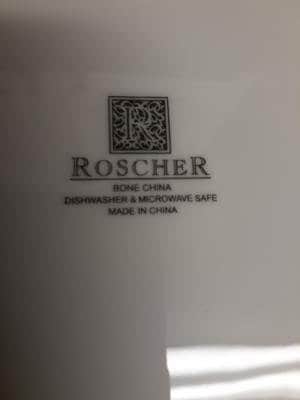 R
ROSCHER
BONE CHINA
DISHWASHER & MICROWAVE SAFE
MADE IN CHINA